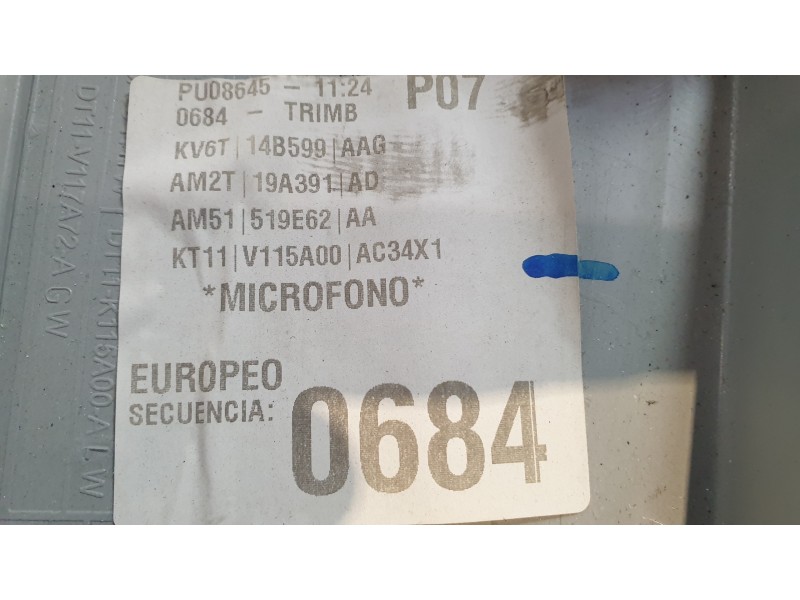 PU08645 - 11:24 P07
0684 - TRIMB
KV6T | 14B599 | AAG
AM2T | 19A391 | AD
AM51 | 519E62 | AA
KT11 | V115A00 | AC34X1
*MICROFONO*
EUROPEO
SECUENCIA: 0684